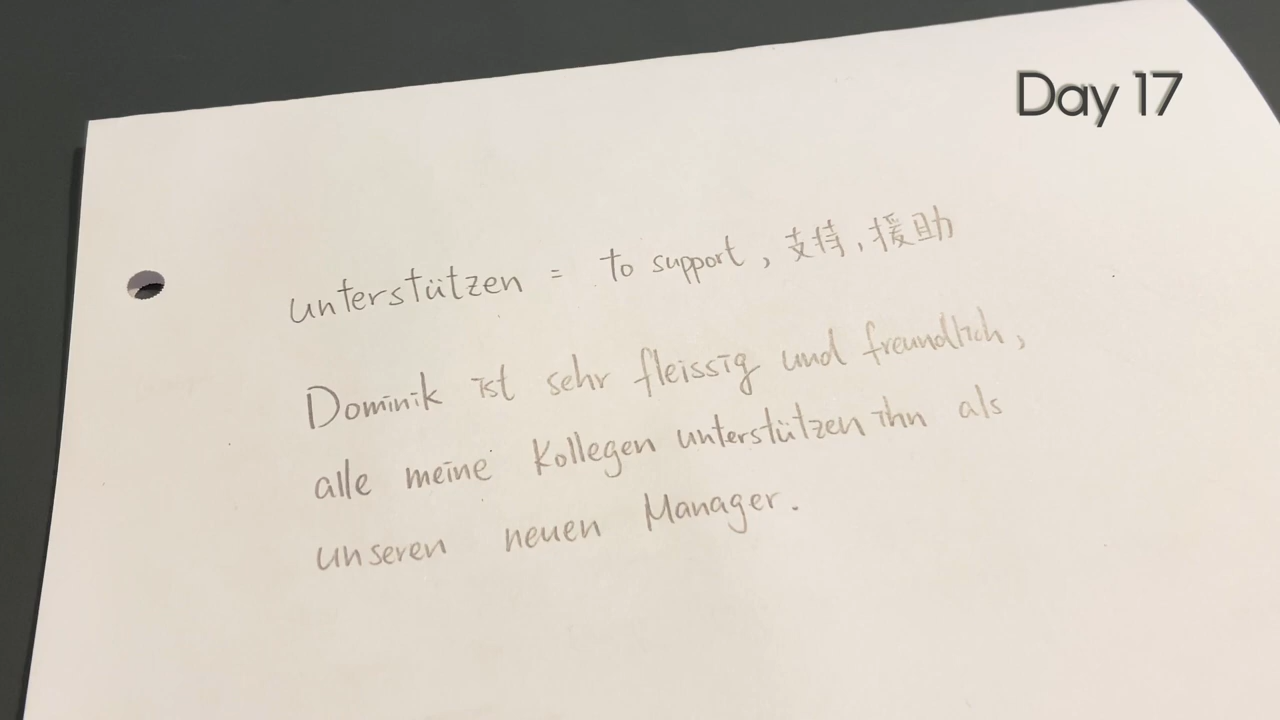 Day 17
unterstützen = to support, 支持, 援助
Dominik ist sehr fleissig und freundlich,
alle meine Kollegen unterstützen ihn als
unseren neuen Manager.